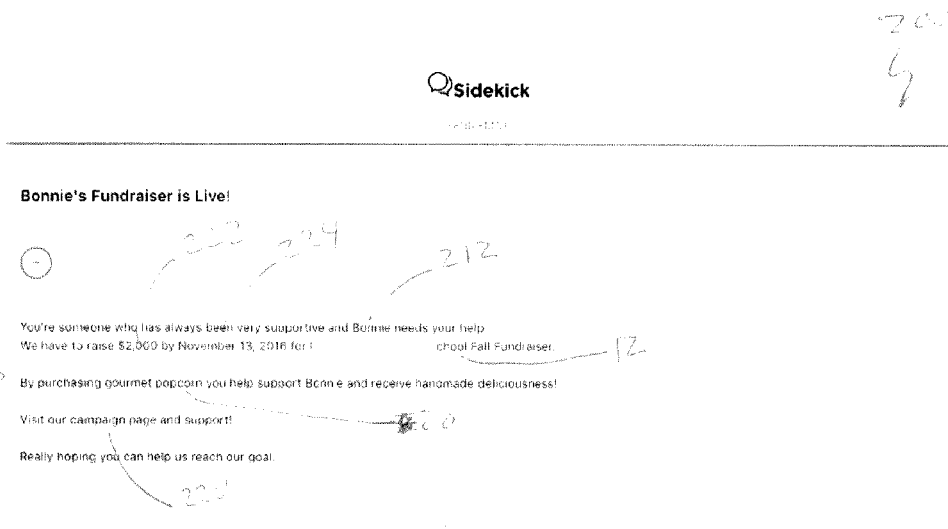 Sidekick
Bonnie's Fundraiser is Live!
224
212
You're someone who has always been very supportive and Bonnie needs your help
We have to raise $2,000 by November 13, 2016 for chool Fall Fundraiser.
12
By purchasing gourmet popcorn you help support Bonnie and receive handmade deliciousness!
Visit our campaign page and support!
Really hoping you can help us reach our goal.